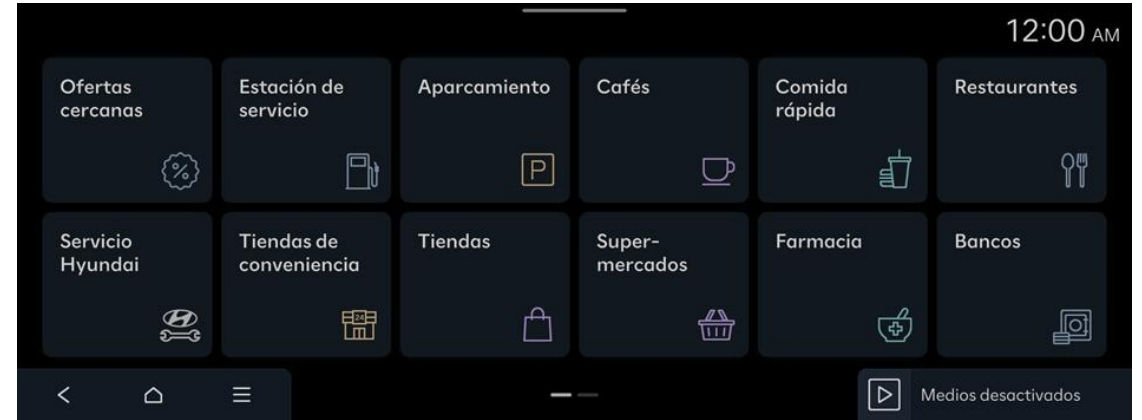 12:00 AM
Ofertas
cercanas
Estación de
servicio
Aparcamiento
Cafés
Comida
rápida
Restaurantes
%
P
Servicio
Hyundai
Tiendas de
conveniencia
Tiendas
Super-
mercados
Farmacia
Bancos
24
Medios desactivados